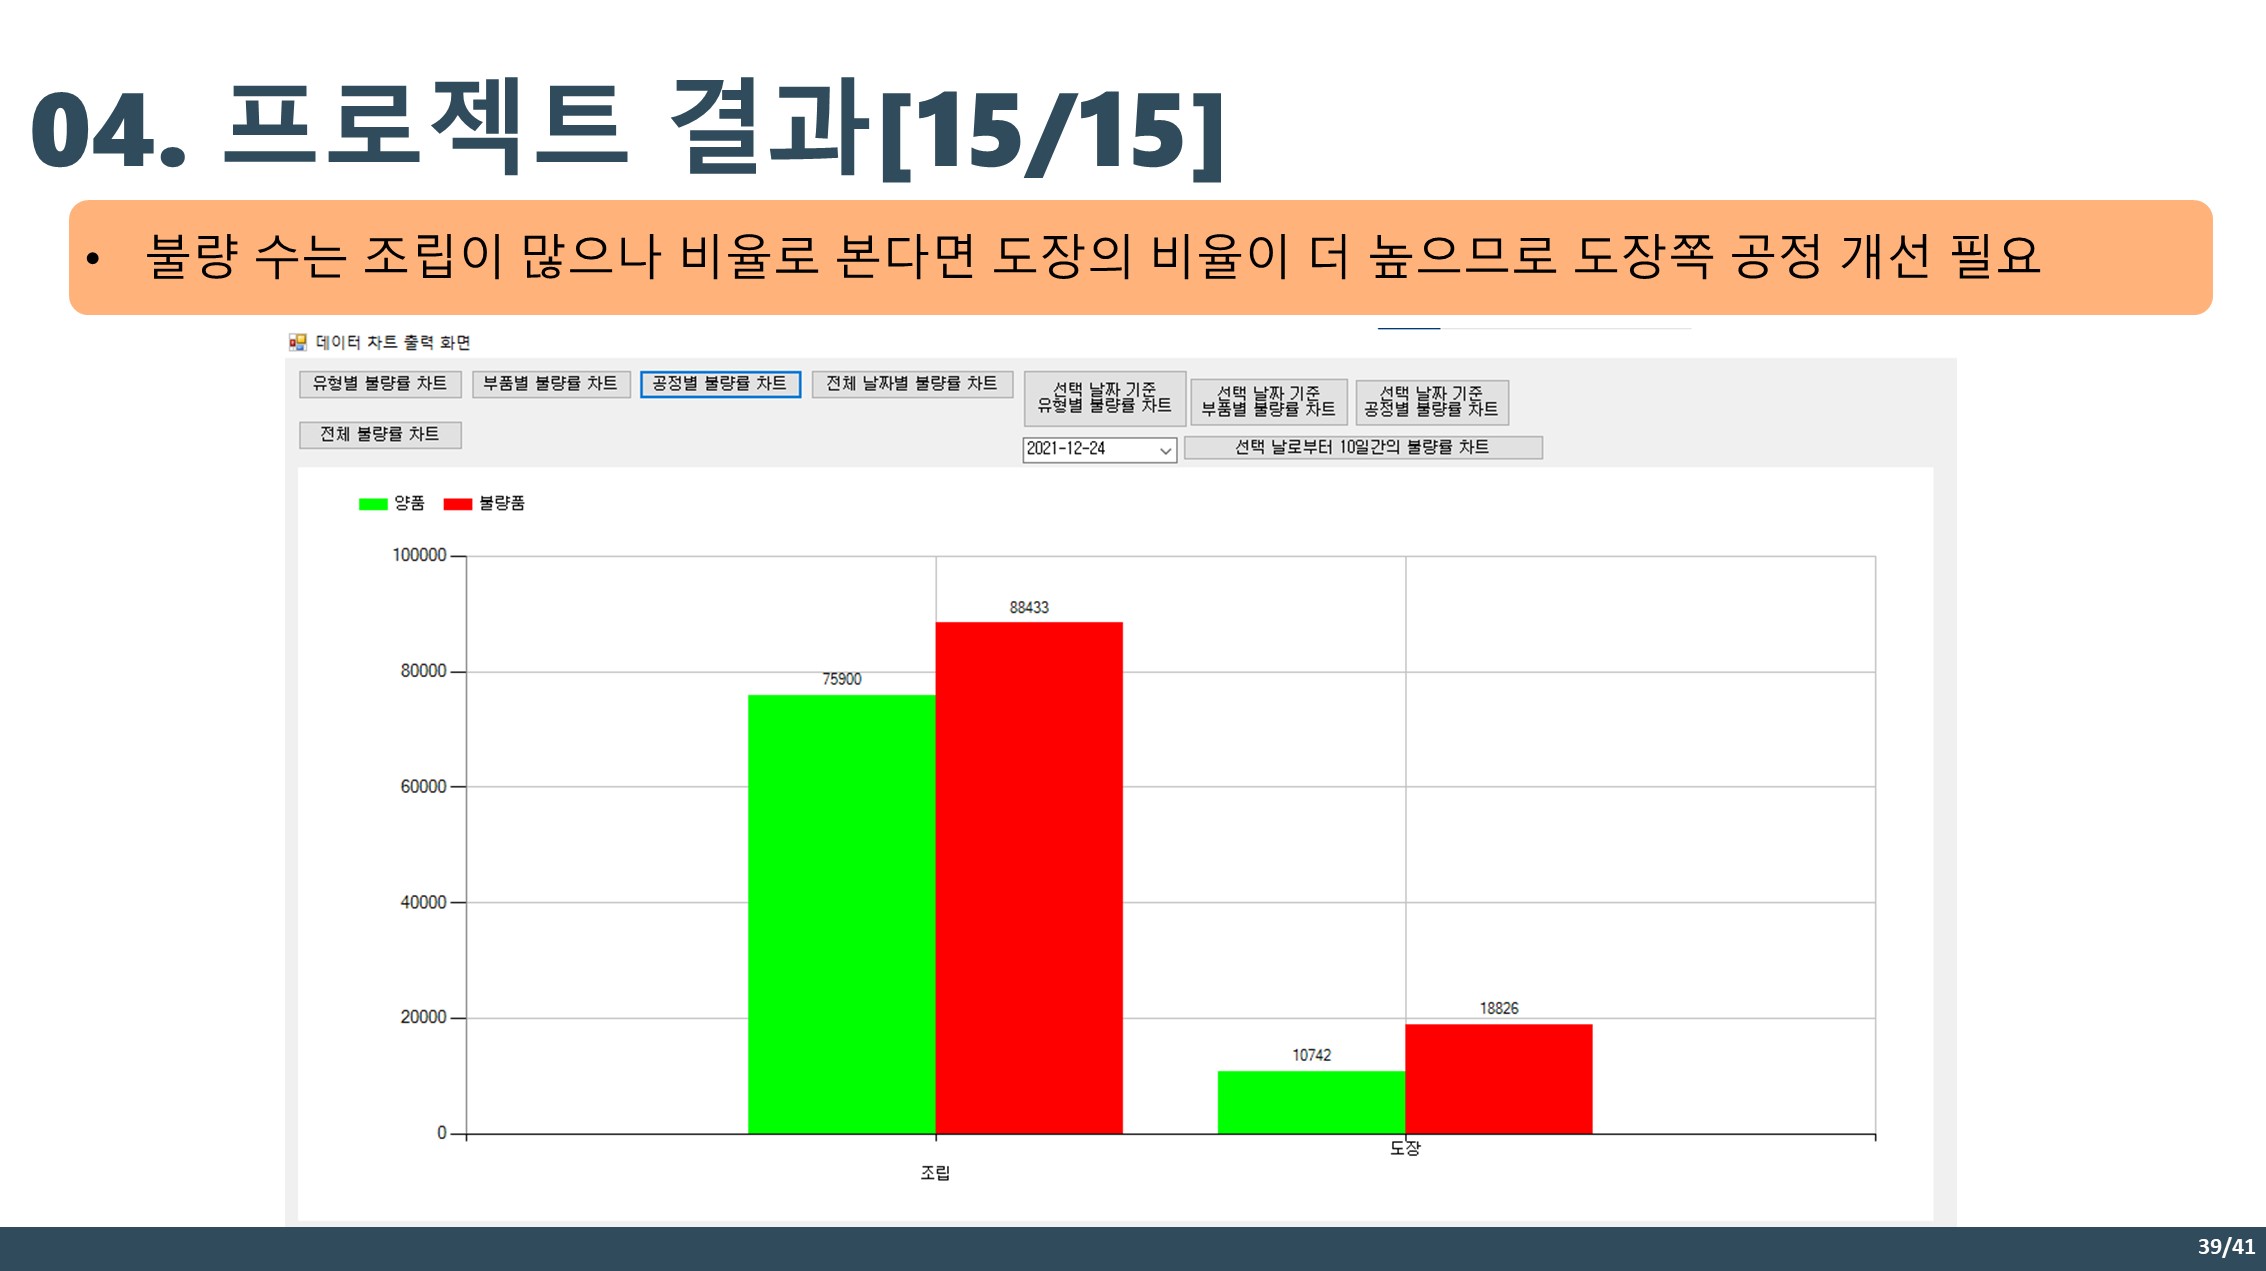 04. 프로젝트 결과[15/15]
• 불량 수는 조립이 많으나 비율로 본다면 도장의 비율이 더 높으므로 도장쪽 공정 개선 필요
데이터 차트 출력 화면
유형별 불량률 차트
부품별 불량률 차트
공정별 불량률 차트
전체 날짜별 불량률 차트
선택 날짜 기준
유형별 불량률 차트
선택 날짜 기준
부품별 불량률 차트
선택 날짜 기준
공정별 불량률 차트
전체 불량률 차트
2021-12-24
선택 날로부터 10일간의 불량률 차트
양품
불량품
100000
80000
60000
40000
20000
0
75900
88433
10742
18826
조립
도장
39/41